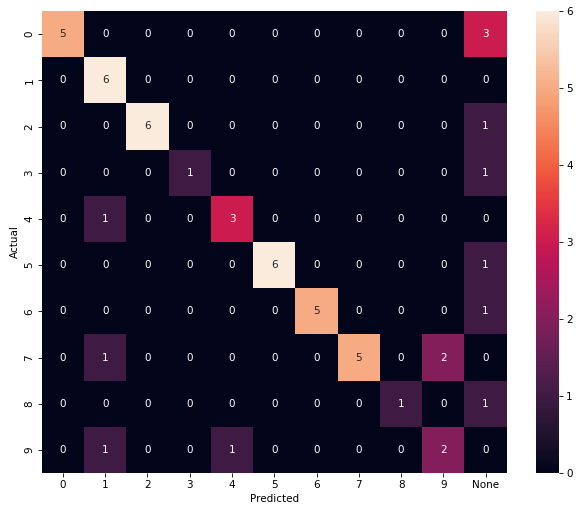 0 5 0 0 0 0 0 0 0 0 0 3
1 0 6 0 0 0 0 0 0 0 0 0
2 0 0 6 0 0 0 0 0 0 0 1
3 0 0 0 1 0 0 0 0 0 0 1
4 0 1 0 0 3 0 0 0 0 0 0
5 0 0 0 0 0 6 0 0 0 0 1
6 0 0 0 0 0 0 5 0 0 0 1
7 0 1 0 0 0 0 0 5 0 2 0
8 0 0 0 0 0 0 0 0 1 0 1
9 0 1 0 0 1 0 0 0 0 2 0
0 1 2 3 4 5 6 7 8 9 None
Predicted
Actual
6
5
4
3
2
1
0